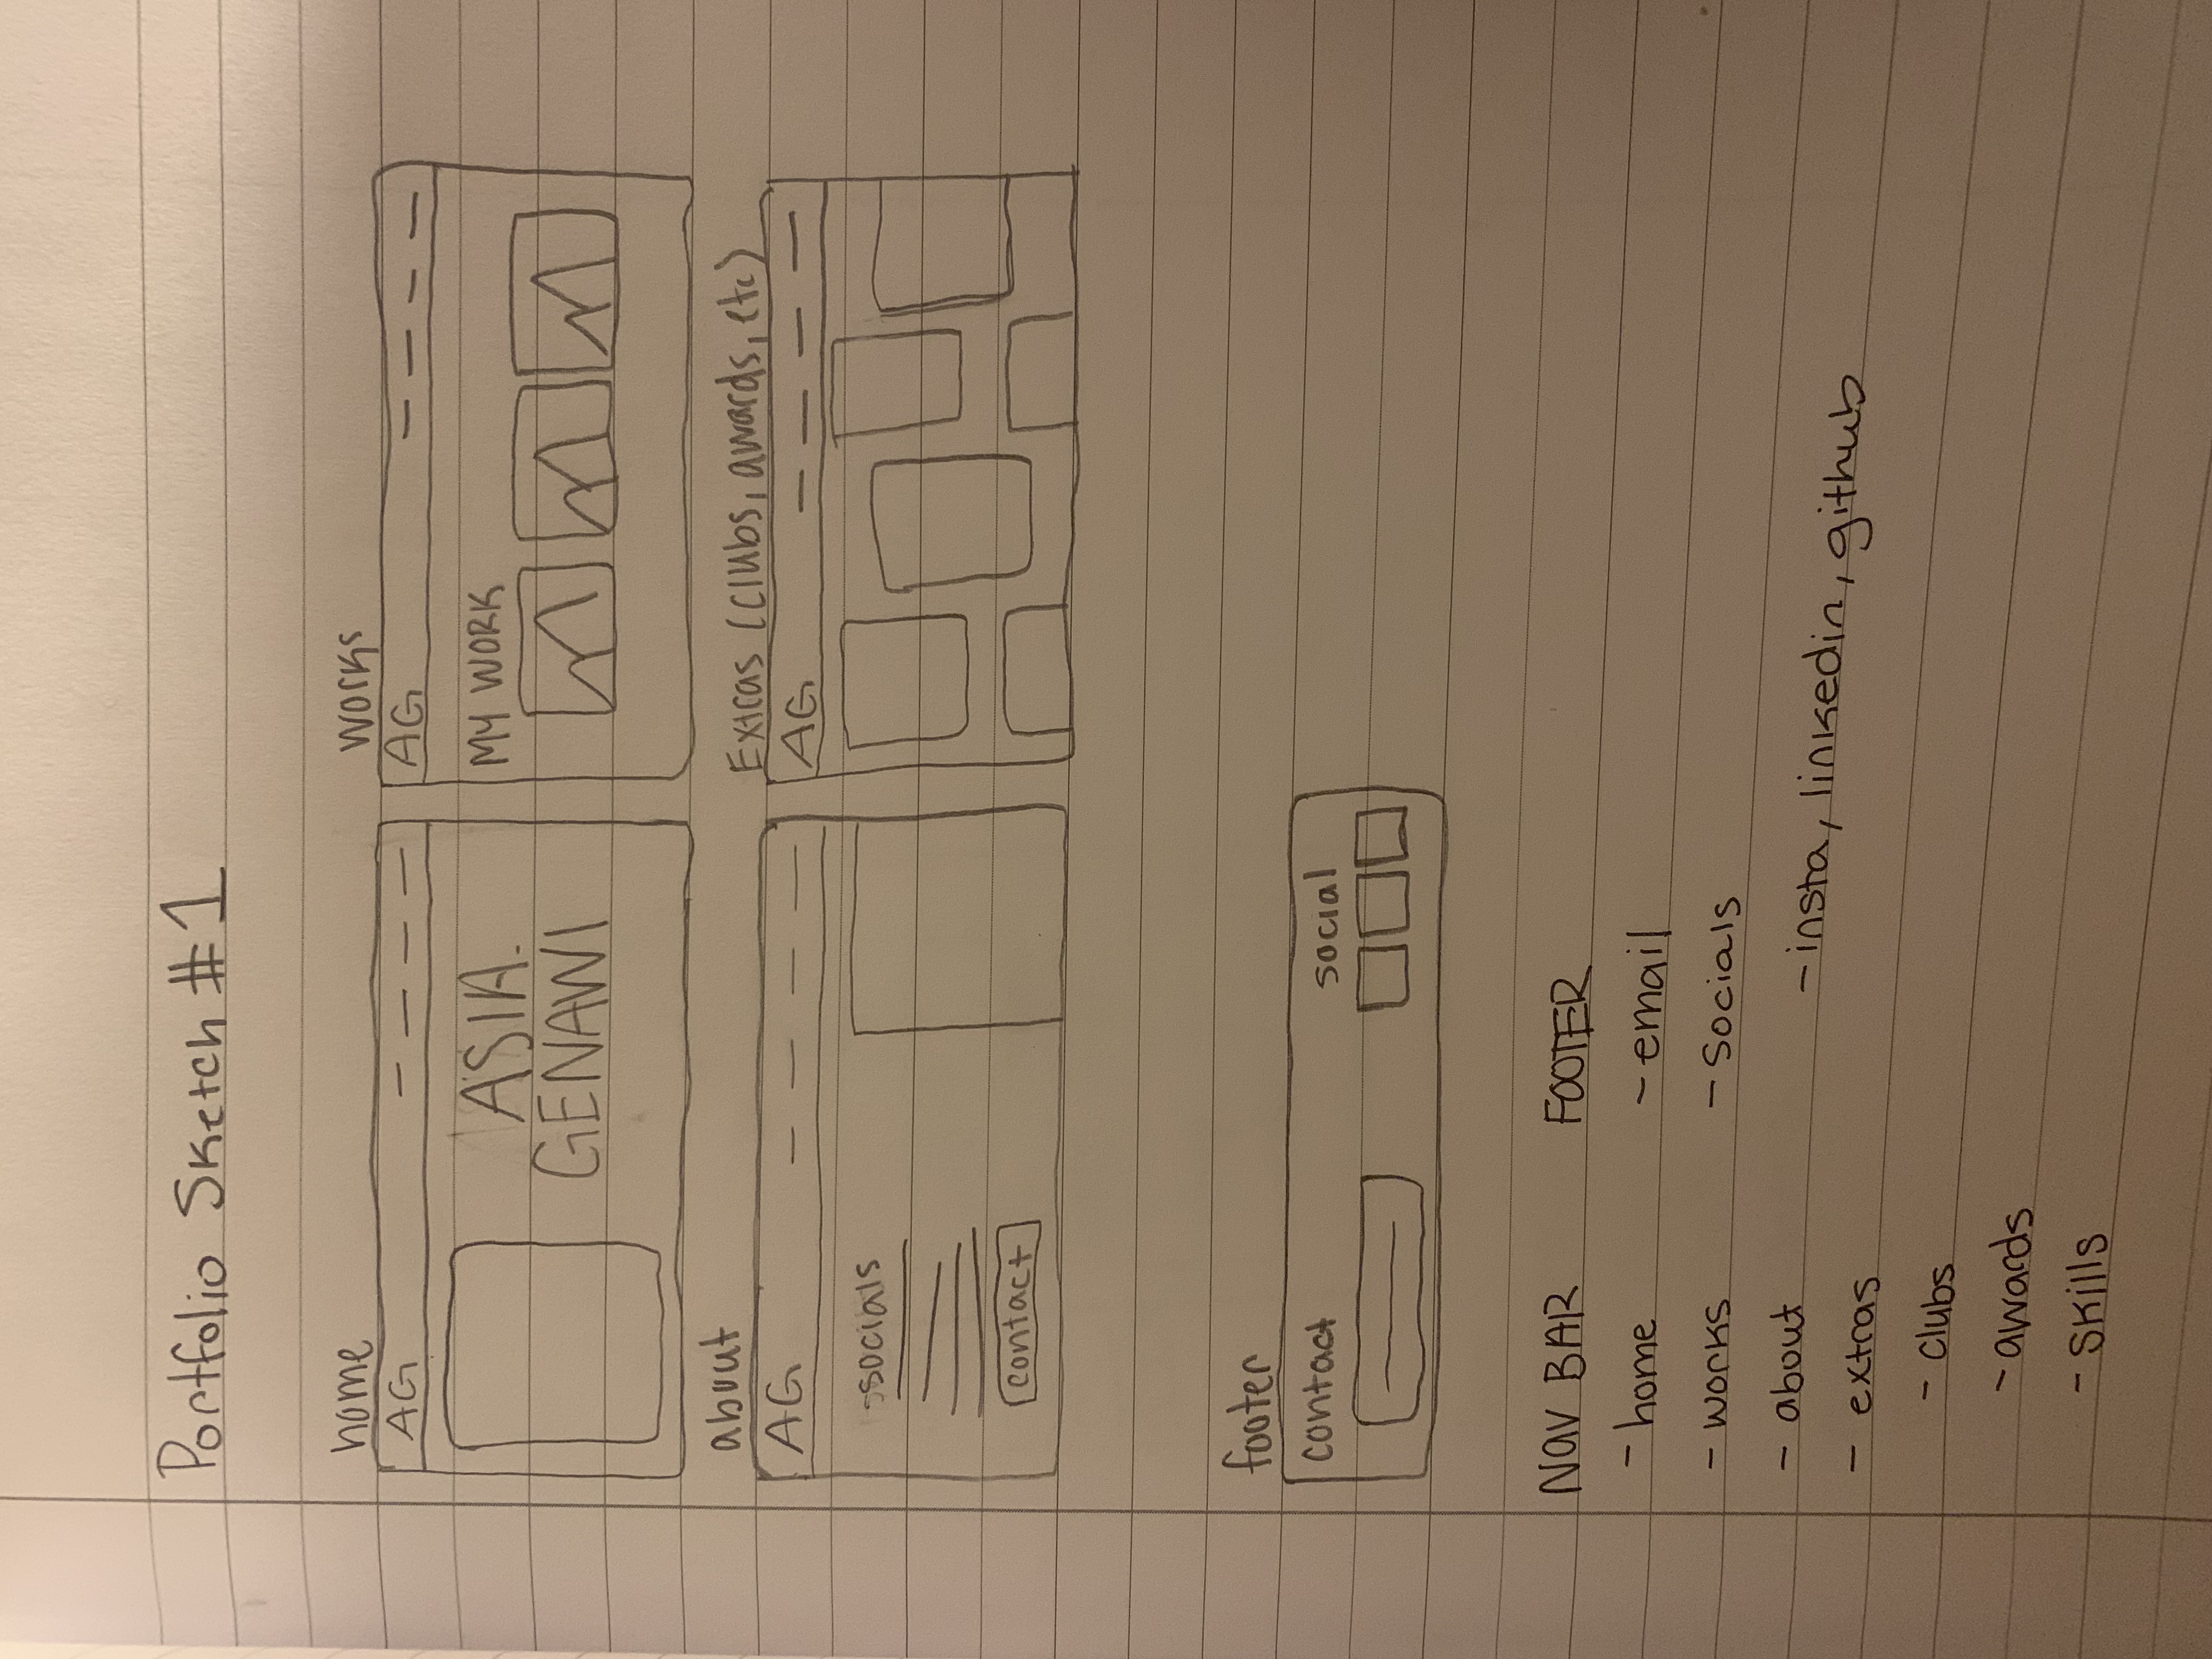 Portfolio Sketch #1
home
AG
ASIA.
GENAWI
works
AG
MY WORK
about
AG
-socials
contact
Extras (clubs, awards, etc)
AG
footer
contact
social
NAV BAR
- home
- works
- about
- extras
- clubs
- awards
- skills
FOOTER
- email
- Socials
- insta, linkedin, github